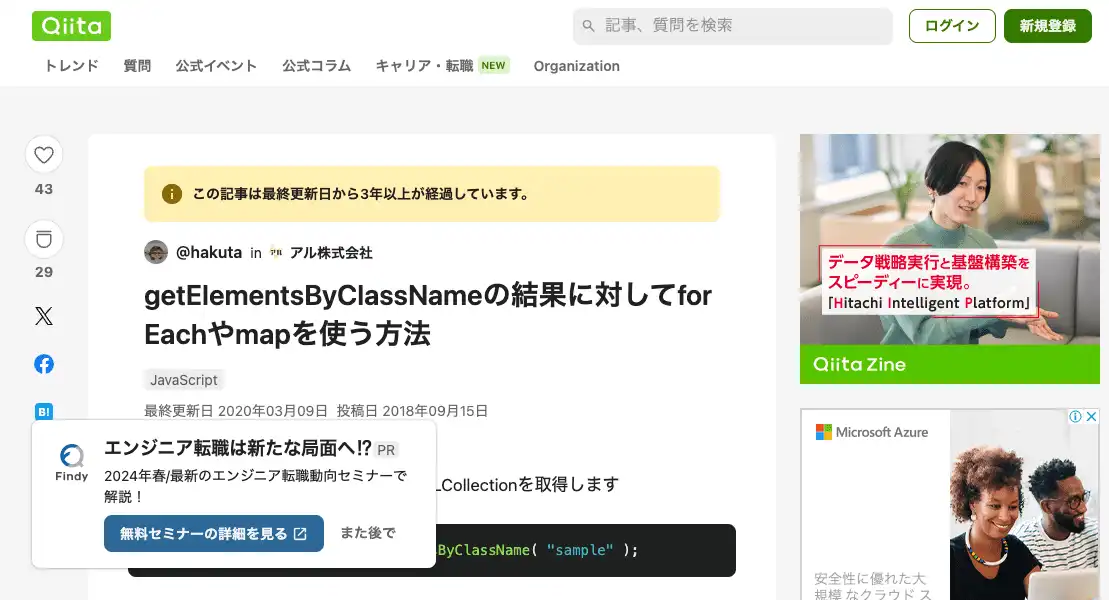 Qiita
記事、質問を検索
ログイン
新規登録
トレンド
質問
公式イベント
公式コラム
キャリア・転職 NEW
Organization
43
29
B!
この記事は最終更新日から3年以上が経過しています。
@hakuta in アル アル株式会社
getElementsByClassNameの結果に対してfor
Eachやmapを使う方法
JavaScript
最終更新日 2020年03月09日 投稿日 2018年09月15日
LCollectionを取得します
sByClassName( "sample" );
Findy
エンジニア転職は新たな局面へ!? PR
2024年春/最新のエンジニア転職動向セミナーで
解説！
無料セミナーの詳細を見る
また後で
データ戦略実行と基盤構築を
スピーディーに実現。
「Hitachi Intelligent Platform」
Qiita Zine
Microsoft Azure
安全性に優れた大
規模 なクラウド ス